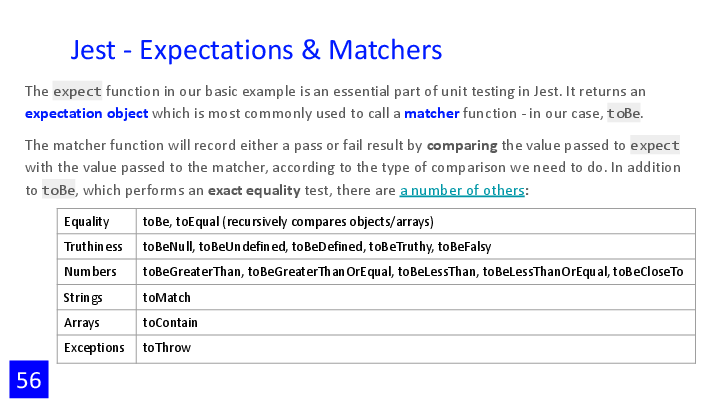 Jest - Expectations & Matchers
The expect function in our basic example is an essential part of unit testing in Jest. It returns an
expectation object which is most commonly used to call a matcher function - in our case, toBe.
The matcher function will record either a pass or fail result by comparing the value passed to expect
with the value passed to the matcher, according to the type of comparison we need to do. In addition
to toBe, which performs an exact equality test, there are a number of others:
Equality toBe, toEqual (recursively compares objects/arrays)
Truthiness toBeNull, toBeUndefined, toBeDefined, toBeTruthy, toBeFalsy
Numbers toBeGreaterThan, toBeGreaterThanOrEqual, toBeLessThan, toBeLessThanOrEqual, toBeCloseTo
Strings toMatch
Arrays toContain
Exceptions toThrow
56